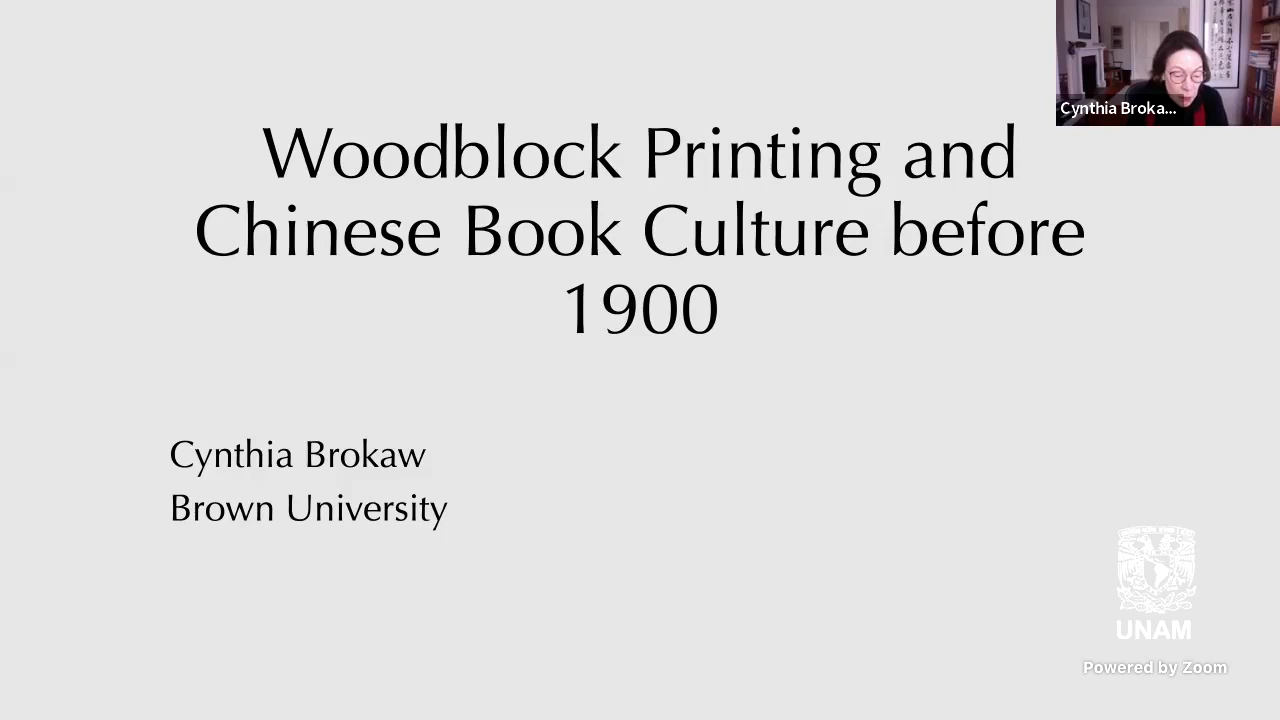 Woodblock Printing and
Chinese Book Culture before
1900
Cynthia Brokaw
Brown University
Cynthia Broka...
UNAM
Powered by Zoom